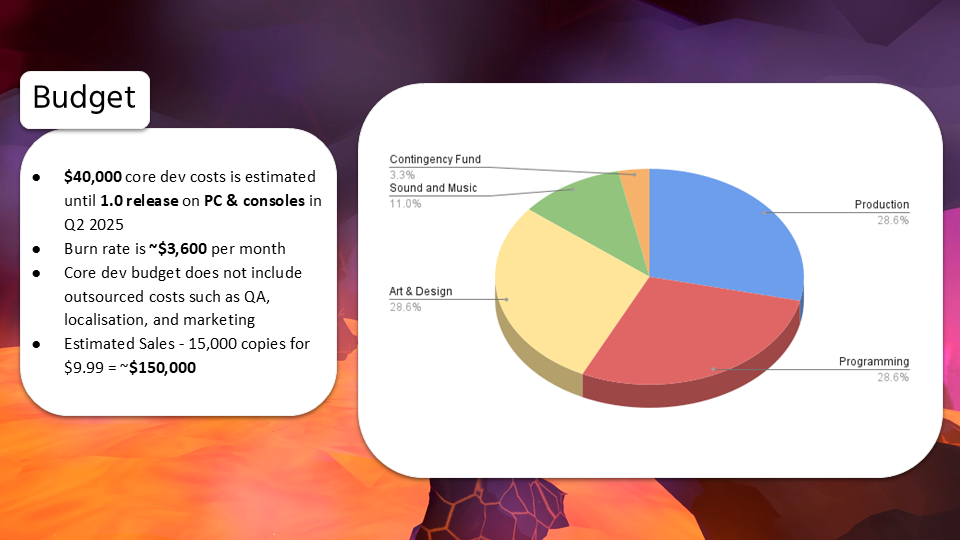 Budget
● $40,000 core dev costs is estimated
until 1.0 release on PC & consoles in
Q2 2025
● Burn rate is ~$3,600 per month
● Core dev budget does not include
outsourced costs such as QA,
localisation, and marketing
● Estimated Sales - 15,000 copies for
$9.99 = ~$150,000
Contingency Fund
3.3%
Sound and Music
11.0%
Art & Design
28.6%
Production
28.6%
Programming
28.6%